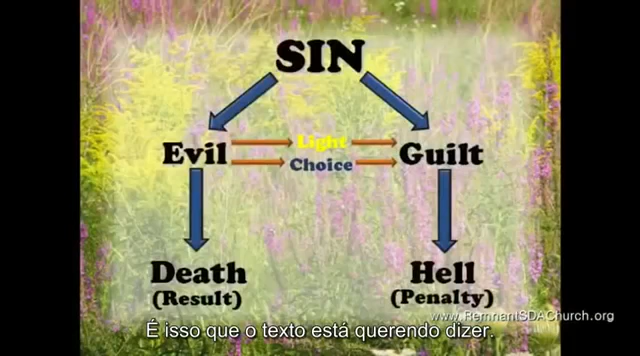 SIN
Evil Light Guilt
Choice
Death Hell
(Result) (Penalty)
www.RemnantSDAChurch.org
É isso que o texto está querendo dizer.